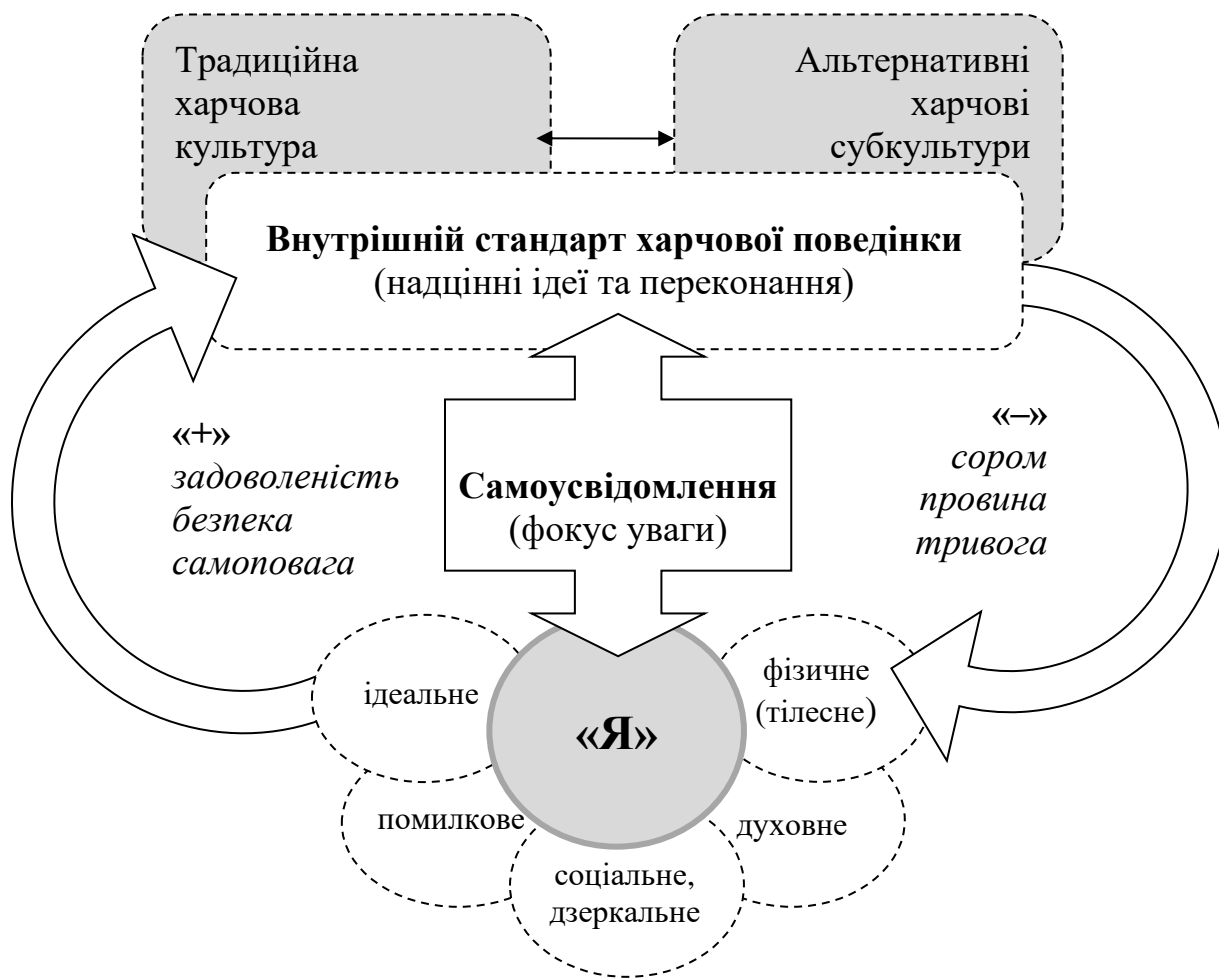 Традиційна
харчова
культура
Альтернативні
харчові
субкультури
Внутрішній стандарт харчової поведінки
(надцінні ідеї та переконання)
«+»
задоволеність
безпека
самоповага
Самоусвідомлення
(фокус уваги)
«–»
сором
провина
тривога
ідеальне
«Я»
фізичне
(тілесне)
помилкове
духовне
соціальне,
дзеркальне